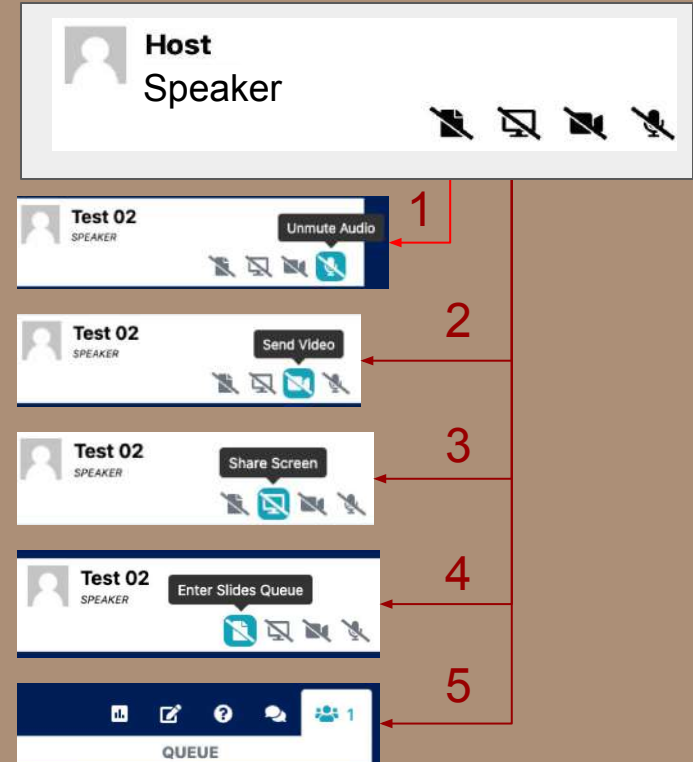 Host
Speaker
1
Test 02
SPEAKER
Unmute Audio
2
Test 02
SPEAKER
Send Video
3
Test 02
SPEAKER
Share Screen
4
Test 02
SPEAKER
Enter Slides Queue
5
1
QUEUE